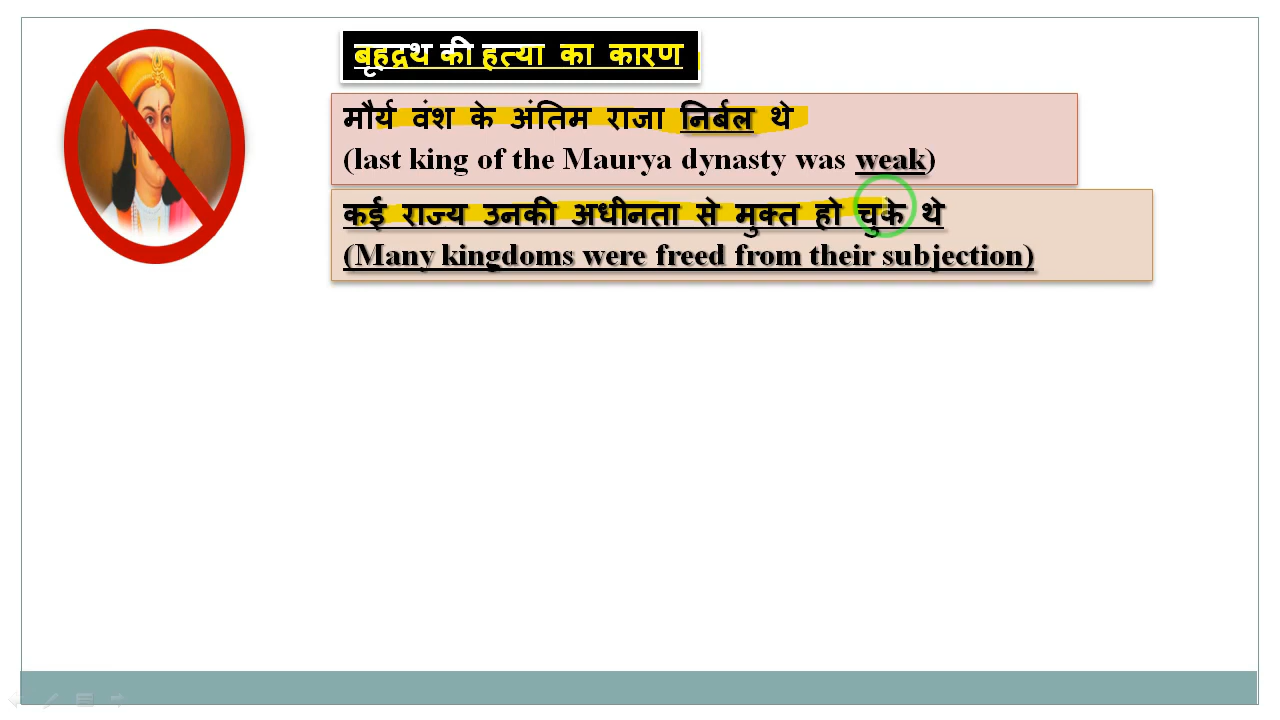 बृहद्रथ की हत्या का कारण
मौर्य वंश के अंतिम राजा निर्बल थे
(last king of the Maurya dynasty was weak)
कई राज्य उनकी अधीनता से मुक्त हो चुके थे
(Many kingdoms were freed from their subjection)